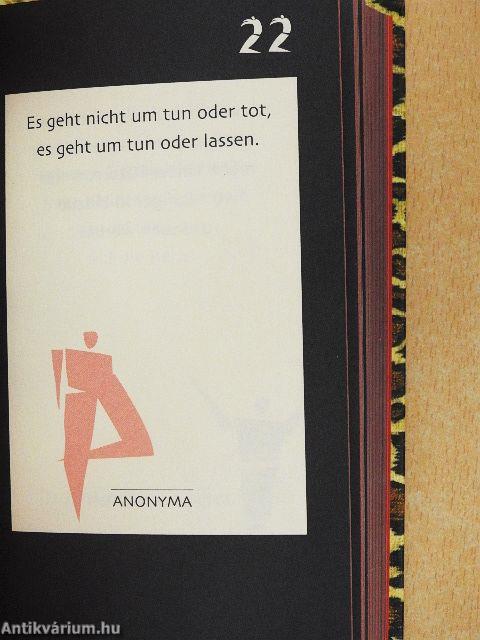 22
Es geht nicht um tun oder tot,
es geht um tun oder lassen.
ANONYMA
Antikvárium.hu